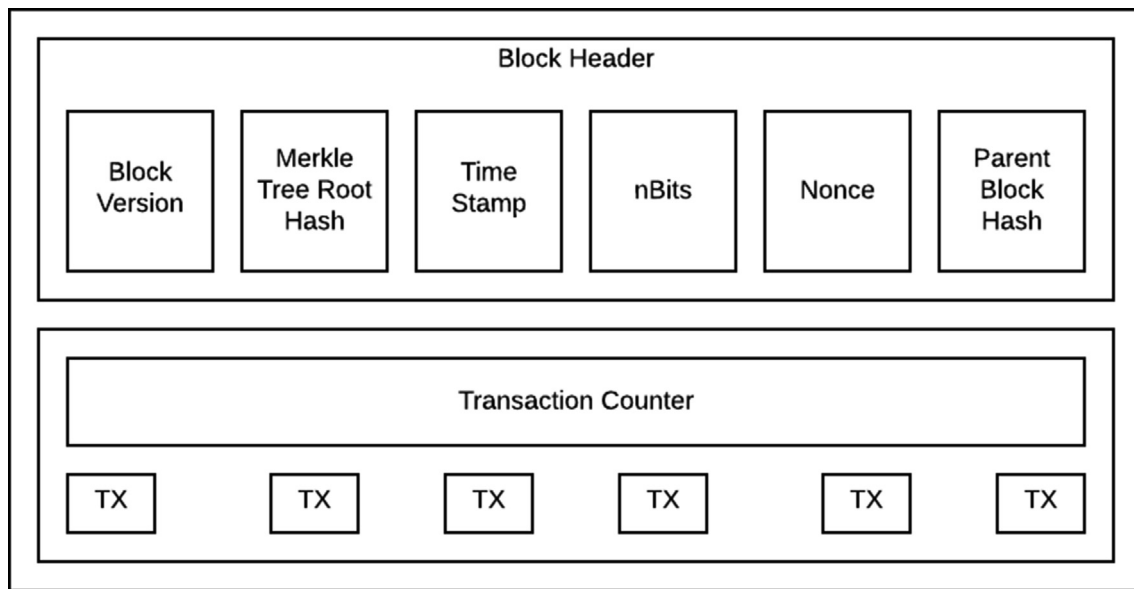 Block Header
Block
Version
Merkle
Tree Root
Hash
Time
Stamp
nBits
Nonce
Parent
Block
Hash
Transaction Counter
TX
TX
TX
TX
TX
TX